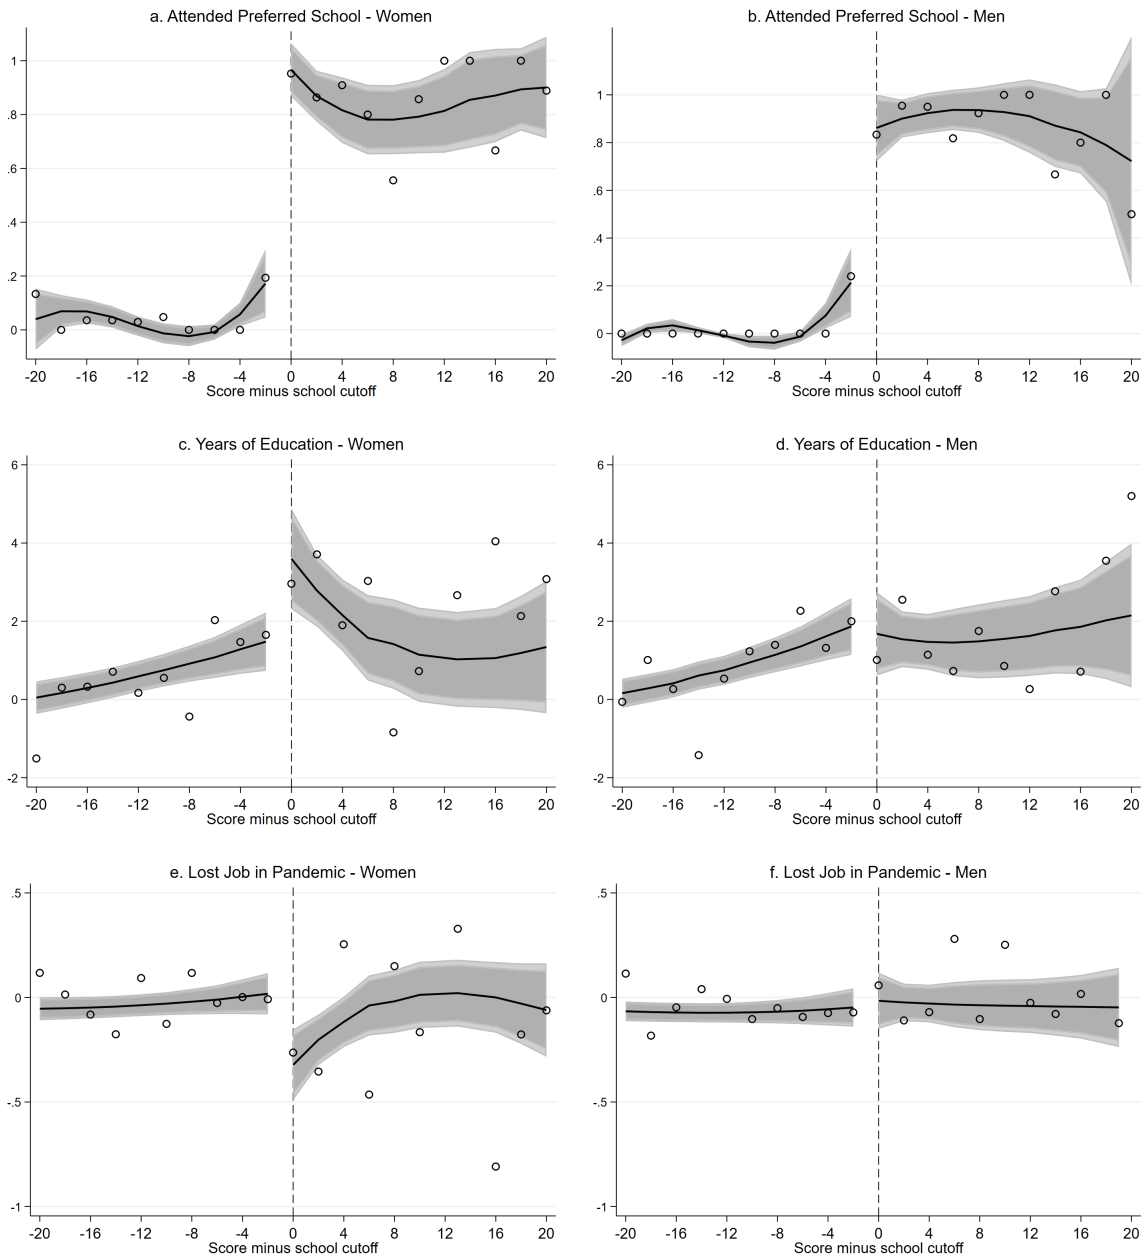 a. Attended Preferred School - Women
1
.8
.6
.4
.2
0
-20 -16 -12 -8 -4 0 4 8 12 16 20
Score minus school cutoff
b. Attended Preferred School - Men
1
.8
.6
.4
.2
0
-20 -16 -12 -8 -4 0 4 8 12 16 20
Score minus school cutoff
c. Years of Education - Women
6
4
2
0
-2
-20 -16 -12 -8 -4 0 4 8 12 16 20
Score minus school cutoff
d. Years of Education - Men
6
4
2
0
-2
-20 -16 -12 -8 -4 0 4 8 12 16 20
Score minus school cutoff
e. Lost Job in Pandemic - Women
.5
0
-.5
-1
-20 -16 -12 -8 -4 0 4 8 12 16 20
Score minus school cutoff
f. Lost Job in Pandemic - Men
.5
0
-.5
-1
-20 -16 -12 -8 -4 0 4 8 12 16 20
Score minus school cutoff